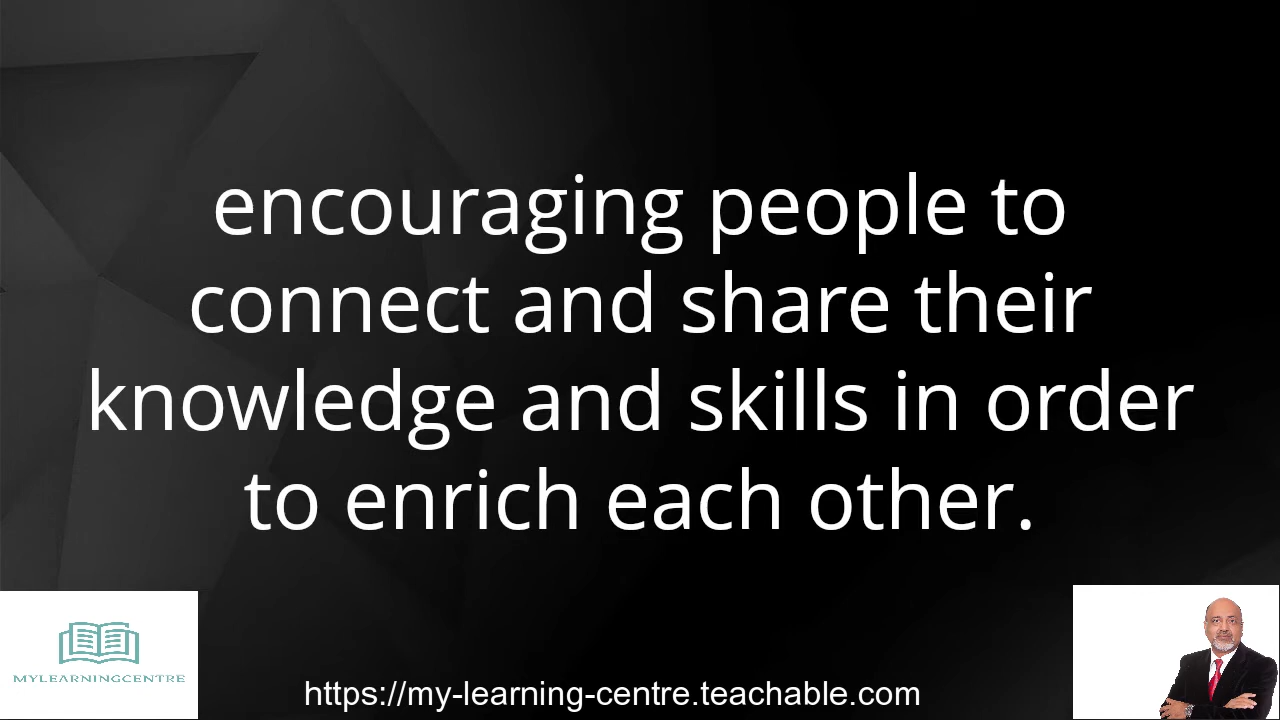 encouraging people to
connect and share their
knowledge and skills in order
to enrich each other.
MYLEARNINGCENTRE
https://my-learning-centre.teachable.com